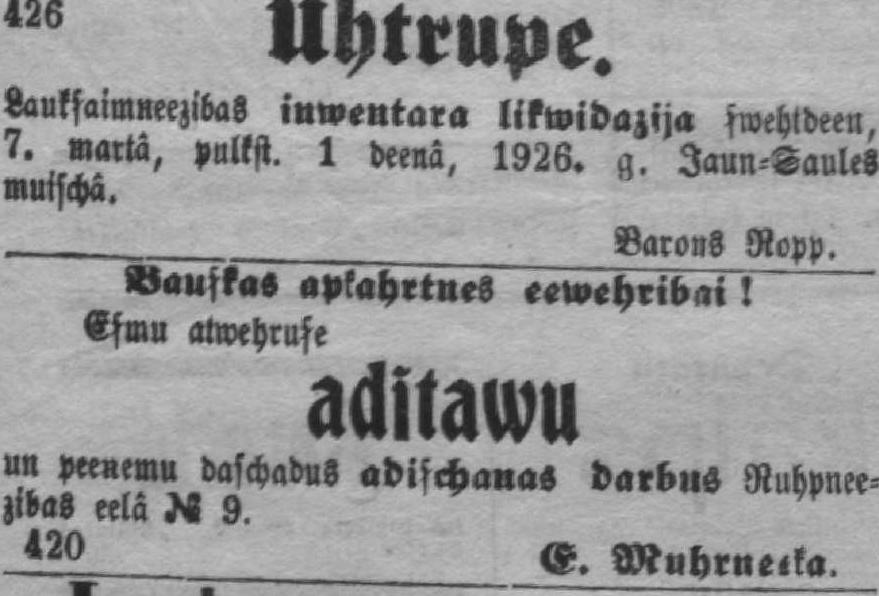 426
Uhtrupe.
Laukſaimneezibas inwentara likwidazija ſwehtdeen,
7. martâ, pulkſt. 1 deenâ, 1926. g. Jaun-Saules
muiſchâ.
Barons Ropp.
Bauſkas apkahrtnes eewehribai!
Eſmu atwehruſe
aditawu
un peenemu daſchadus adiſchanas darbus Ruhpnee-
zibas eelâ № 9.
420
E. Muhrneeka.